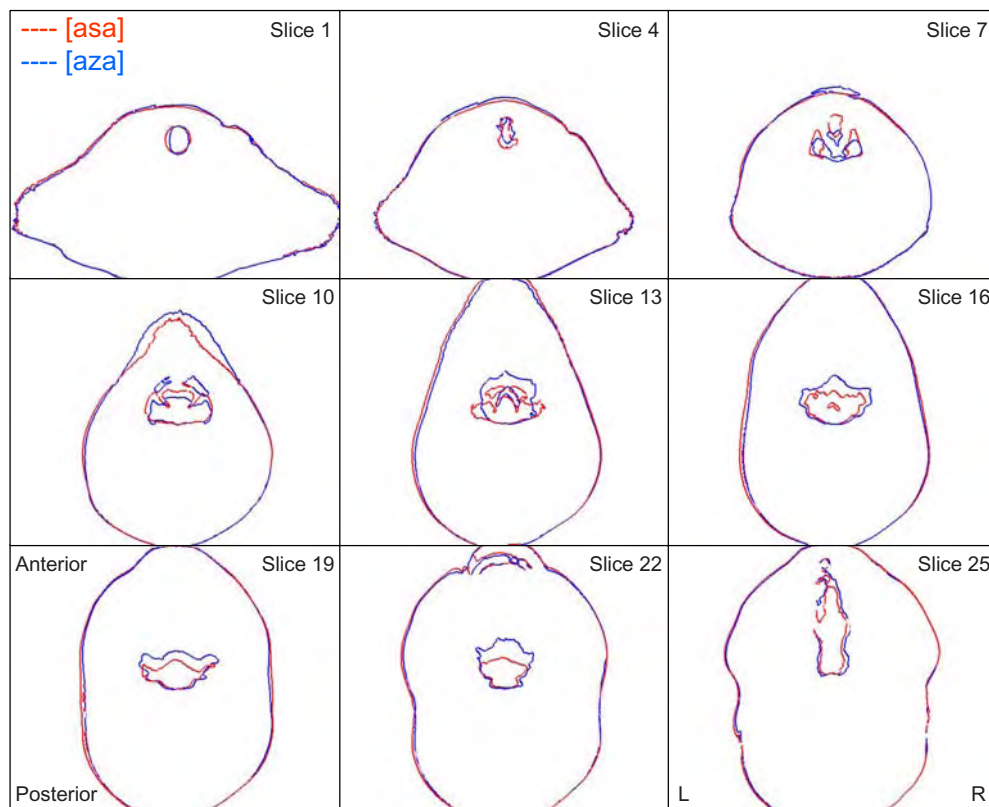 ---- [asa]
---- [aza]
Slice 1
Slice 4
Slice 7
Slice 10
Slice 13
Slice 16
Anterior
Slice 19
Slice 22
Slice 25
Posterior
L
R